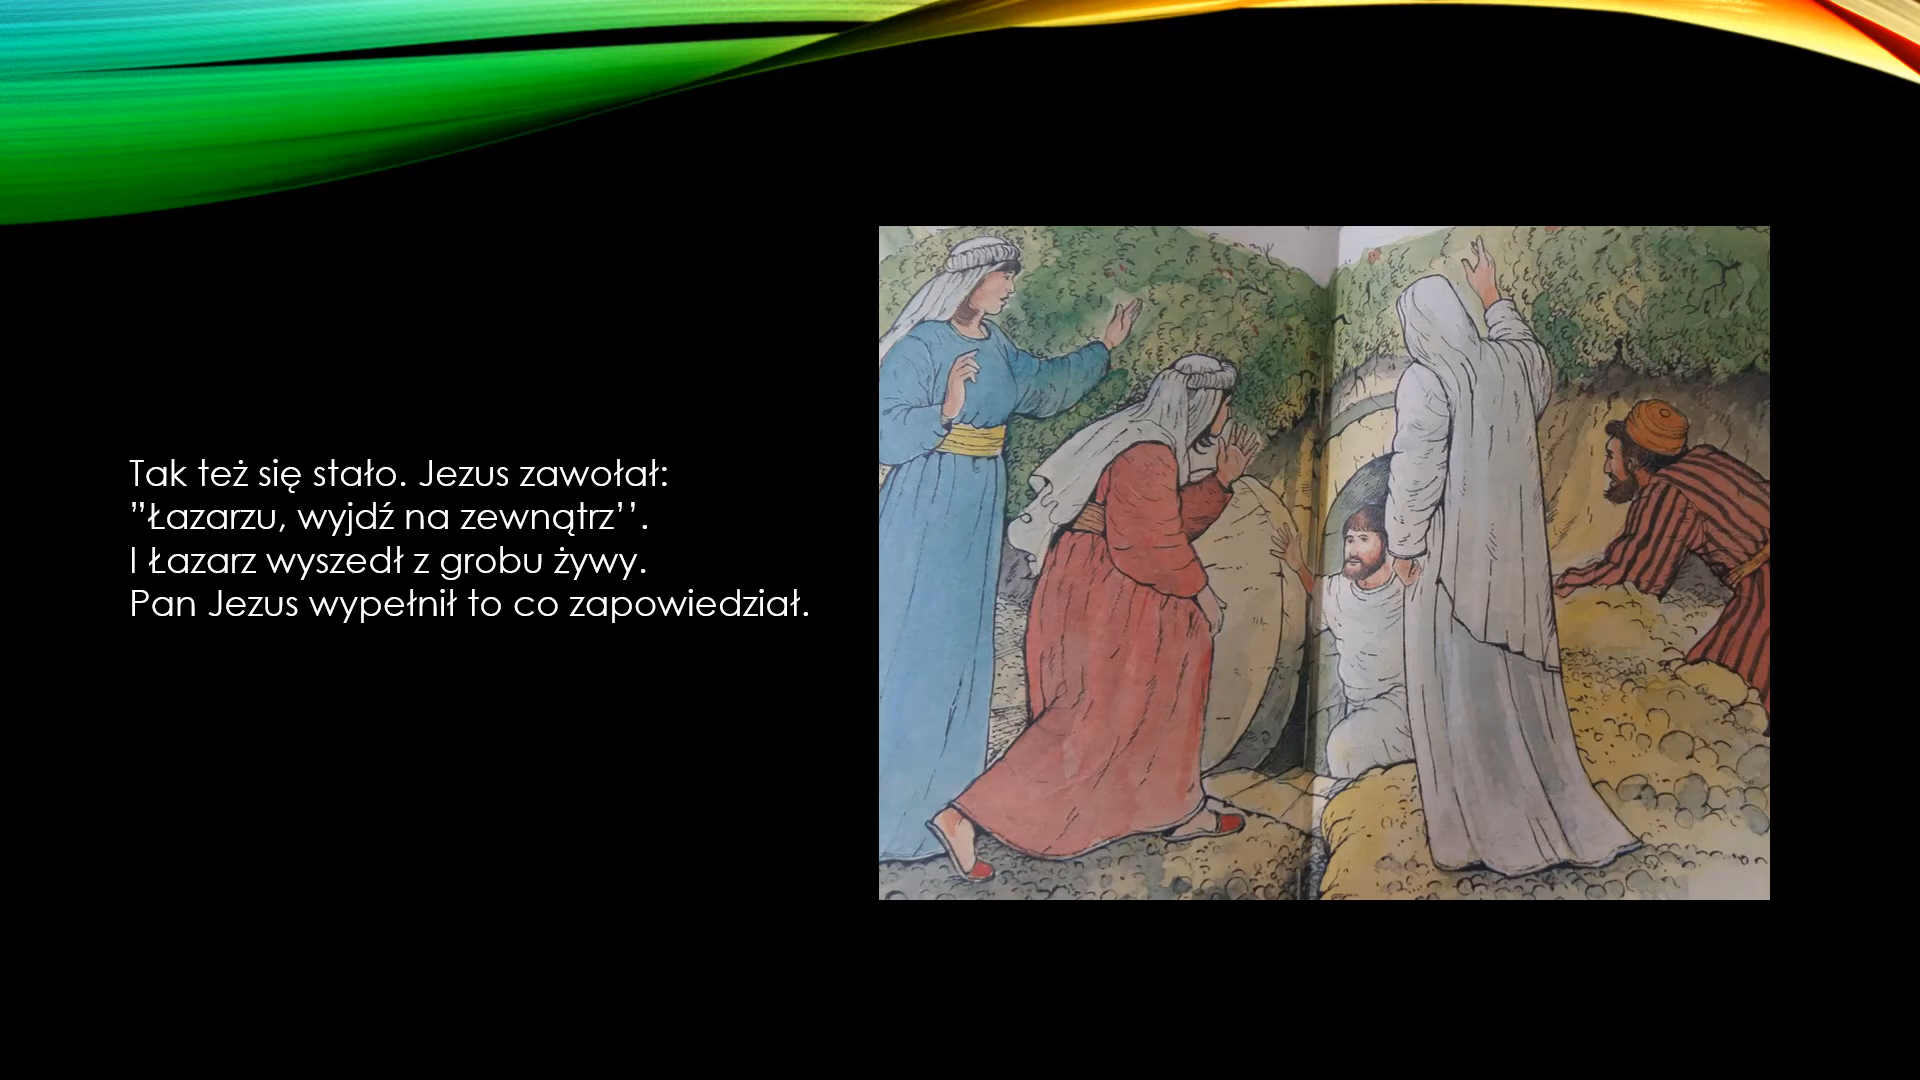 Tak też się stało. Jezus zawołał:
”Łazarzu, wyjdź na zewnątrz’’.
I Łazarz wyszedł z grobu żywy.
Pan Jezus wypełnił to co zapowiedział.